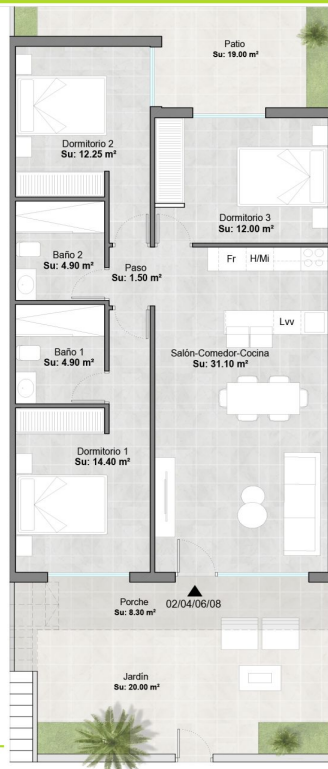 Patio
Su: 19.00 m²
Dormitorio 2
Su: 12.25 m²
Dormitorio 3
Su: 12.00 m²
Baño 2
Su: 4.90 m²
Paso
Su: 1.50 m²
Fr H/Mi
Lvv
Baño 1
Su: 4.90 m²
Salón-Comedor-Cocina
Su: 31.10 m²
Dormitorio 1
Su: 14.40 m²
Porche
Su: 8.30 m²
02/04/06/08
Jardín
Su: 20.00 m²